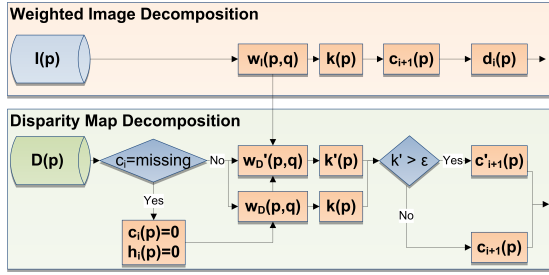 Weighted Image Decomposition
I(p)
wI(p,q)
k(p)
ci+1(p)
di(p)
Disparity Map Decomposition
D(p)
ci=missing
No
wD'(p,q)
k'(p)
k' > ε
Yes
c'i+1(p)
wD(p,q)
k(p)
Yes
No
ci(p)=0
hi(p)=0
ci+1(p)